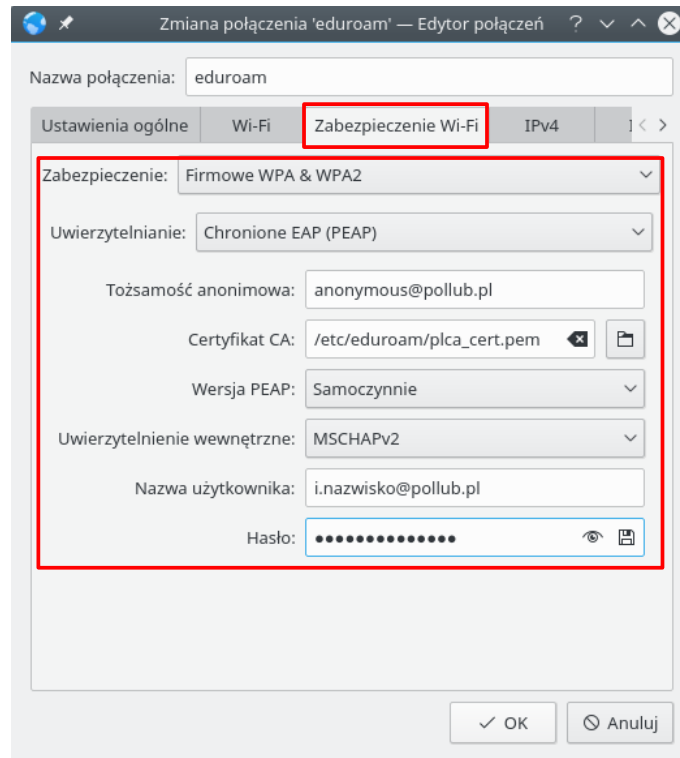 Zmiana połączenia 'eduroam' — Edytor połączeń
Nazwa połączenia: eduroam
Ustawienia ogólne Wi-Fi Zabezpieczenie Wi-Fi IPv4
Zabezpieczenie: Firmowe WPA & WPA2
Uwierzytelnianie: Chronione EAP (PEAP)
Tożsamość anonimowa: anonymous@pollub.pl
Certyfikat CA: /etc/eduroam/plca_cert.pem
Wersja PEAP: Samoczynnie
Uwierzytelnienie wewnętrzne: MSCHAPv2
Nazwa użytkownika: i.nazwisko@pollub.pl
Hasło: ••••••••••••••
OK Anuluj